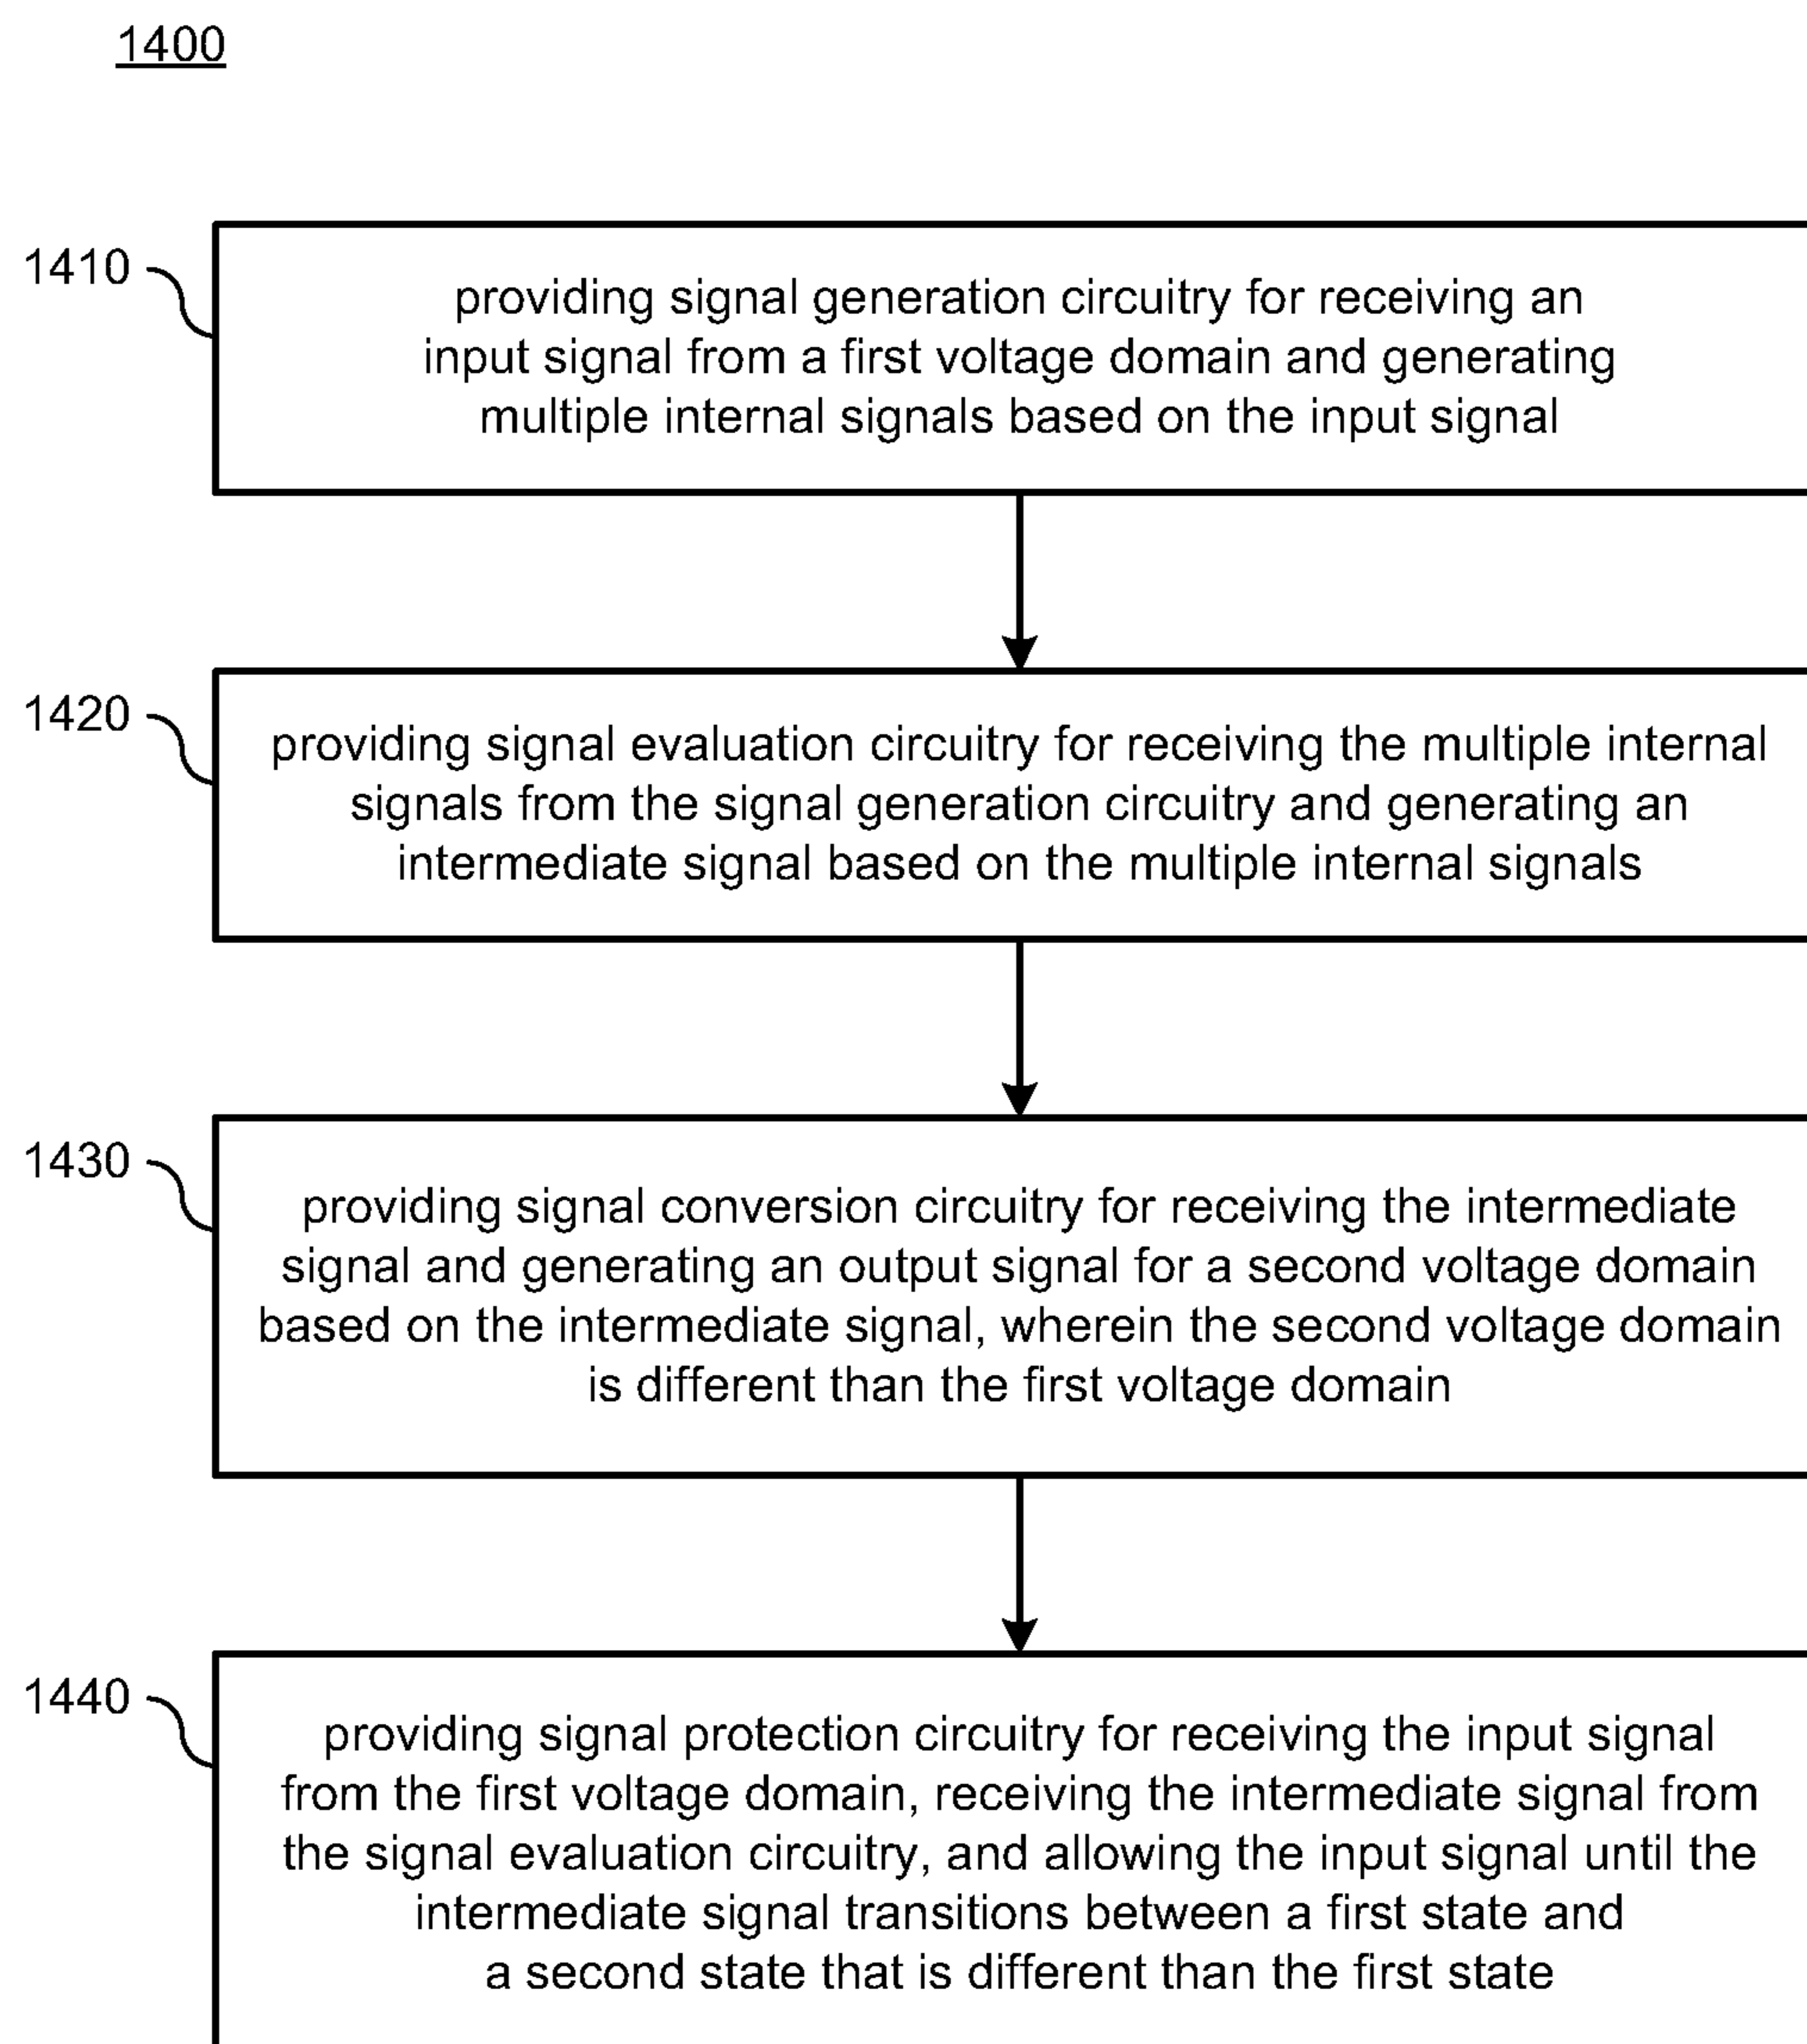 1400
1410
providing signal generation circuitry for receiving an
input signal from a first voltage domain and generating
multiple internal signals based on the input signal
1420
providing signal evaluation circuitry for receiving the multiple internal
signals from the signal generation circuitry and generating an
intermediate signal based on the multiple internal signals
1430
providing signal conversion circuitry for receiving the intermediate
signal and generating an output signal for a second voltage domain
based on the intermediate signal, wherein the second voltage domain
is different than the first voltage domain
1440
providing signal protection circuitry for receiving the input signal
from the first voltage domain, receiving the intermediate signal from
the signal evaluation circuitry, and allowing the input signal until the
intermediate signal transitions between a first state and
a second state that is different than the first state